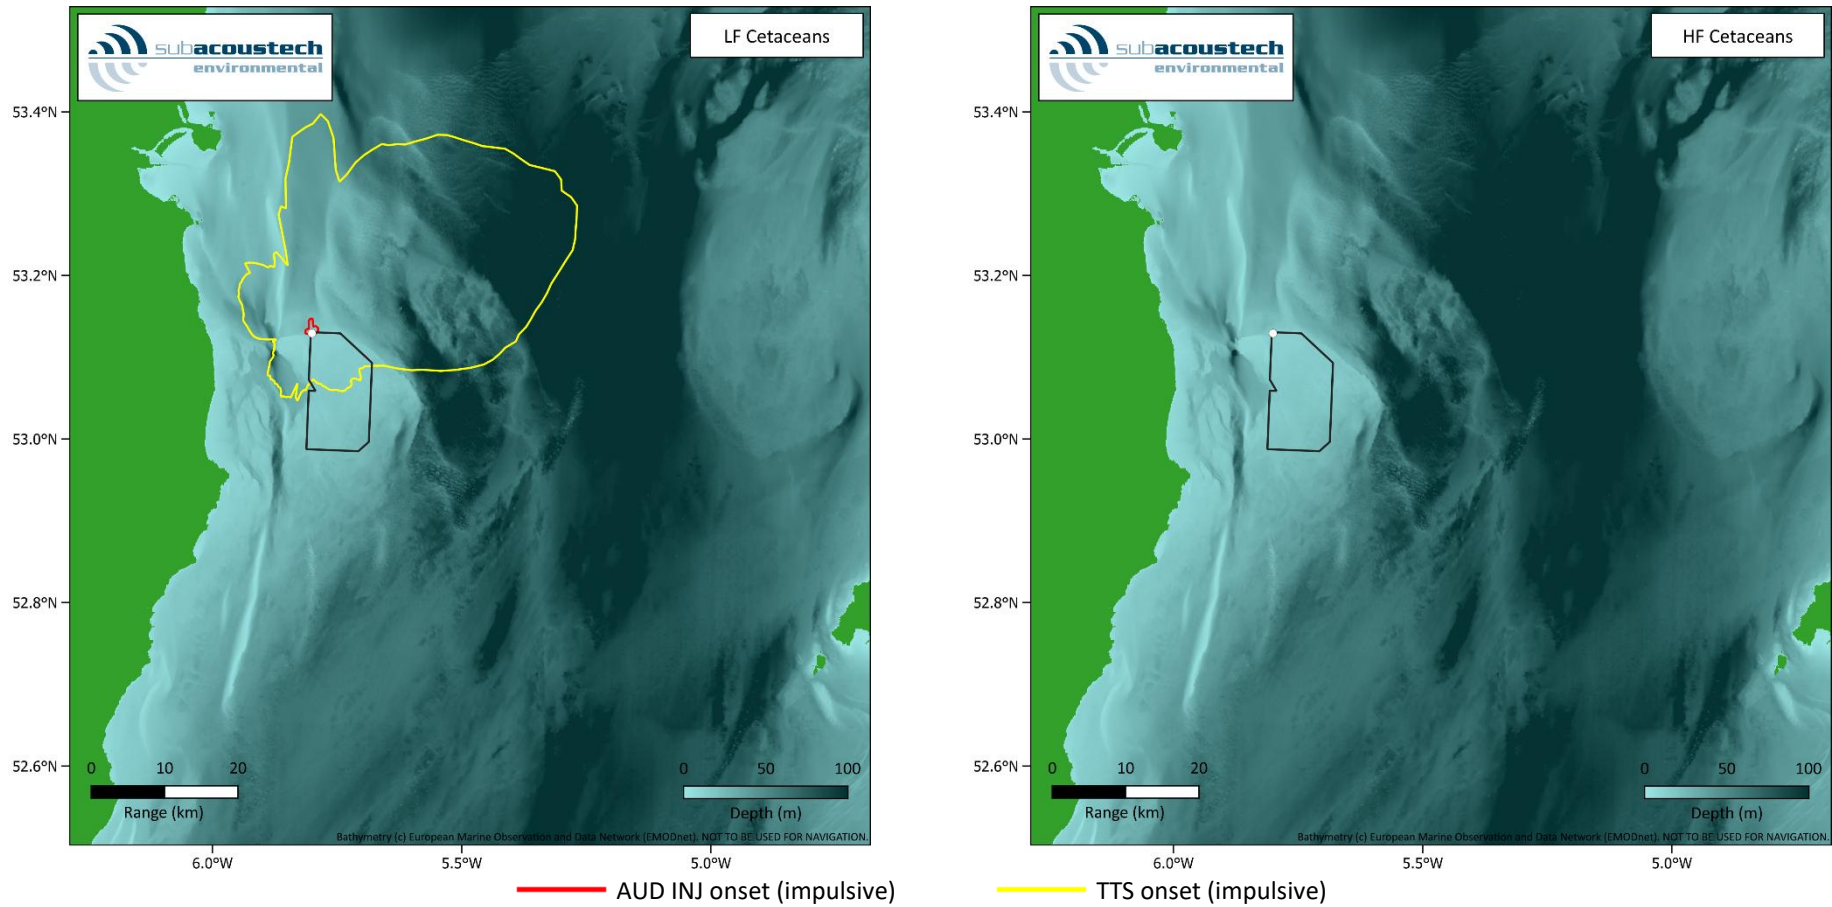 subacoustech
environmental
LF Cetaceans
53.4°N
53.2°N
53.0°N
52.8°N
52.6°N
0 10 20
Range (km)
0 50 100
Depth (m)
Bathymetry (c) European Marine Observation and Data Network (EMODnet). NOT TO BE USED FOR NAVIGATION.
6.0°W 5.5°W 5.0°W
subacoustech
environmental
HF Cetaceans
53.4°N
53.2°N
53.0°N
52.8°N
52.6°N
0 10 20
Range (km)
0 50 100
Depth (m)
Bathymetry (c) European Marine Observation and Data Network (EMODnet). NOT TO BE USED FOR NAVIGATION.
6.0°W 5.5°W 5.0°W
AUD INJ onset (impulsive) TTS onset (impulsive)